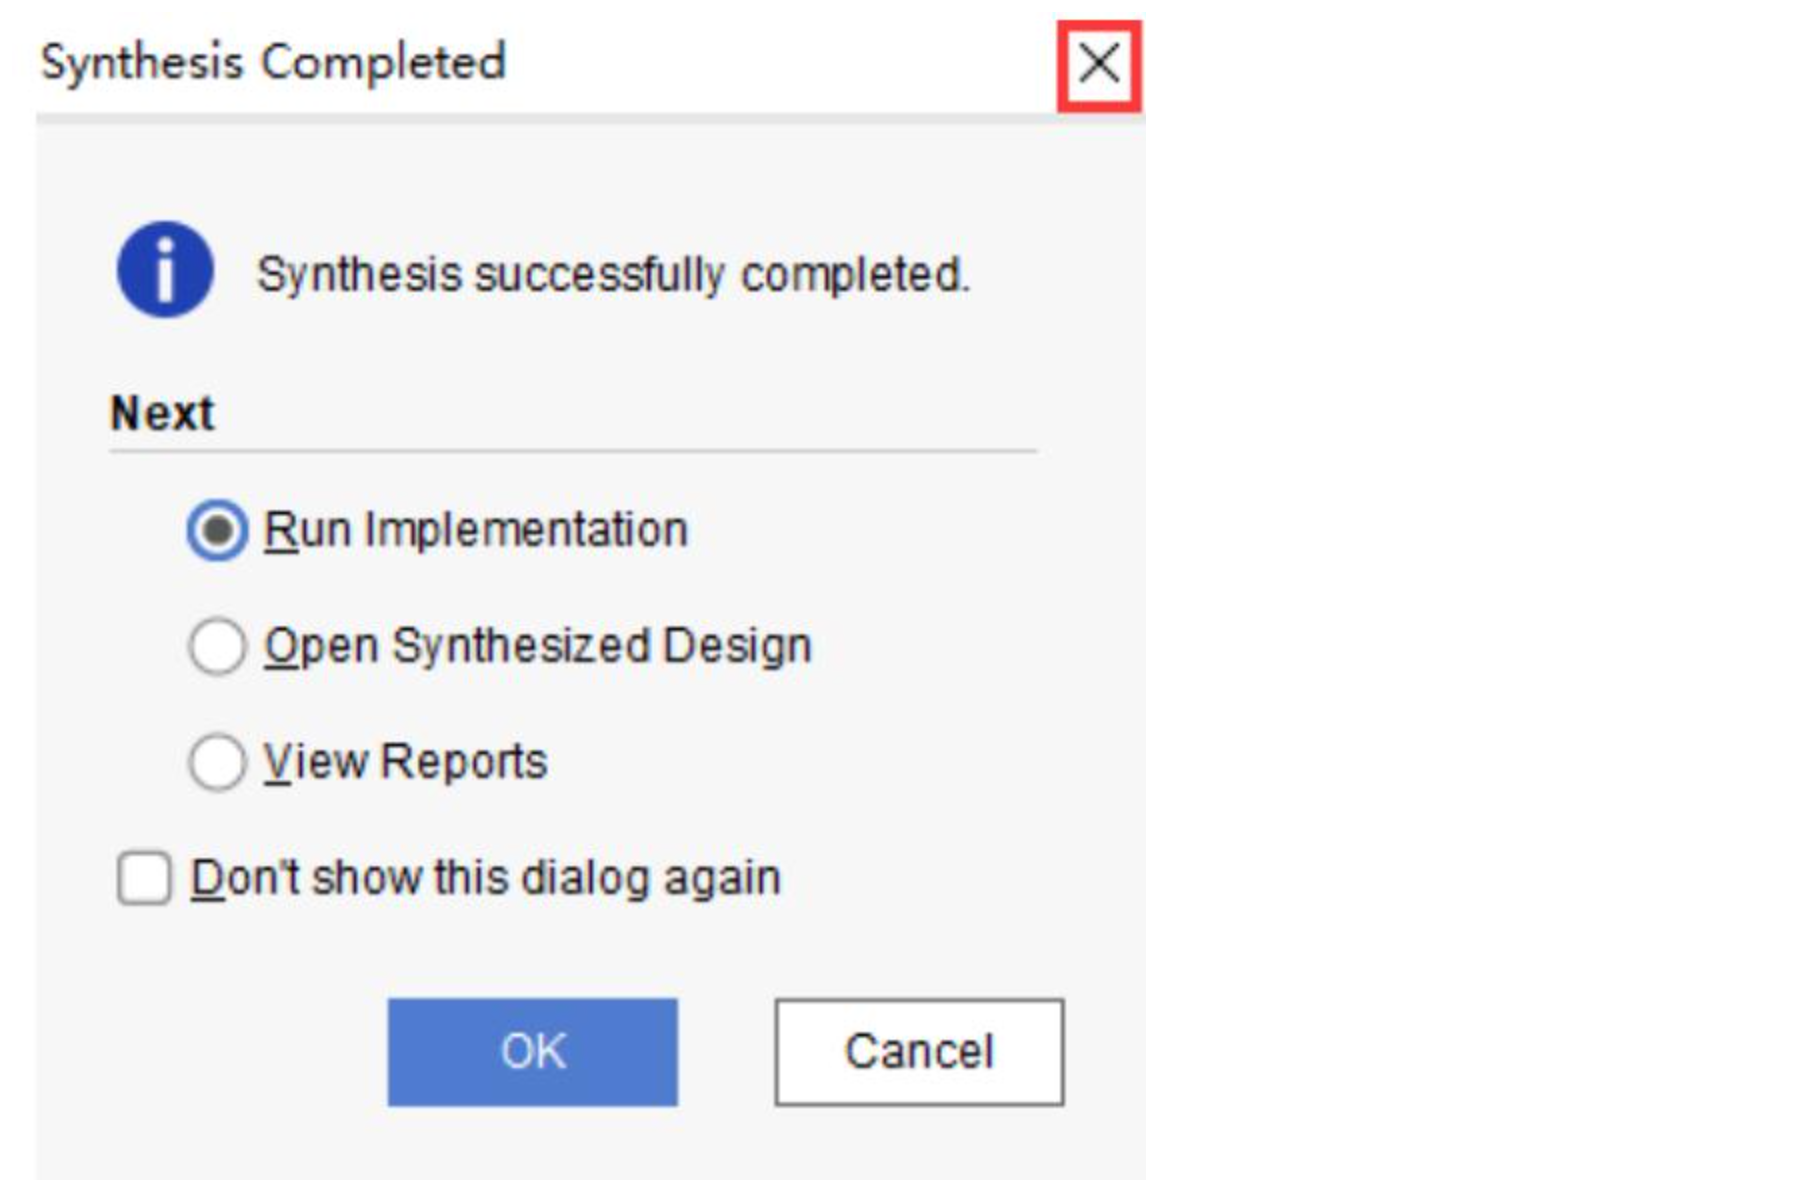 Synthesis Completed
Synthesis successfully completed.
Next
Run Implementation
Open Synthesized Design
View Reports
Don't show this dialog again
OK
Cancel